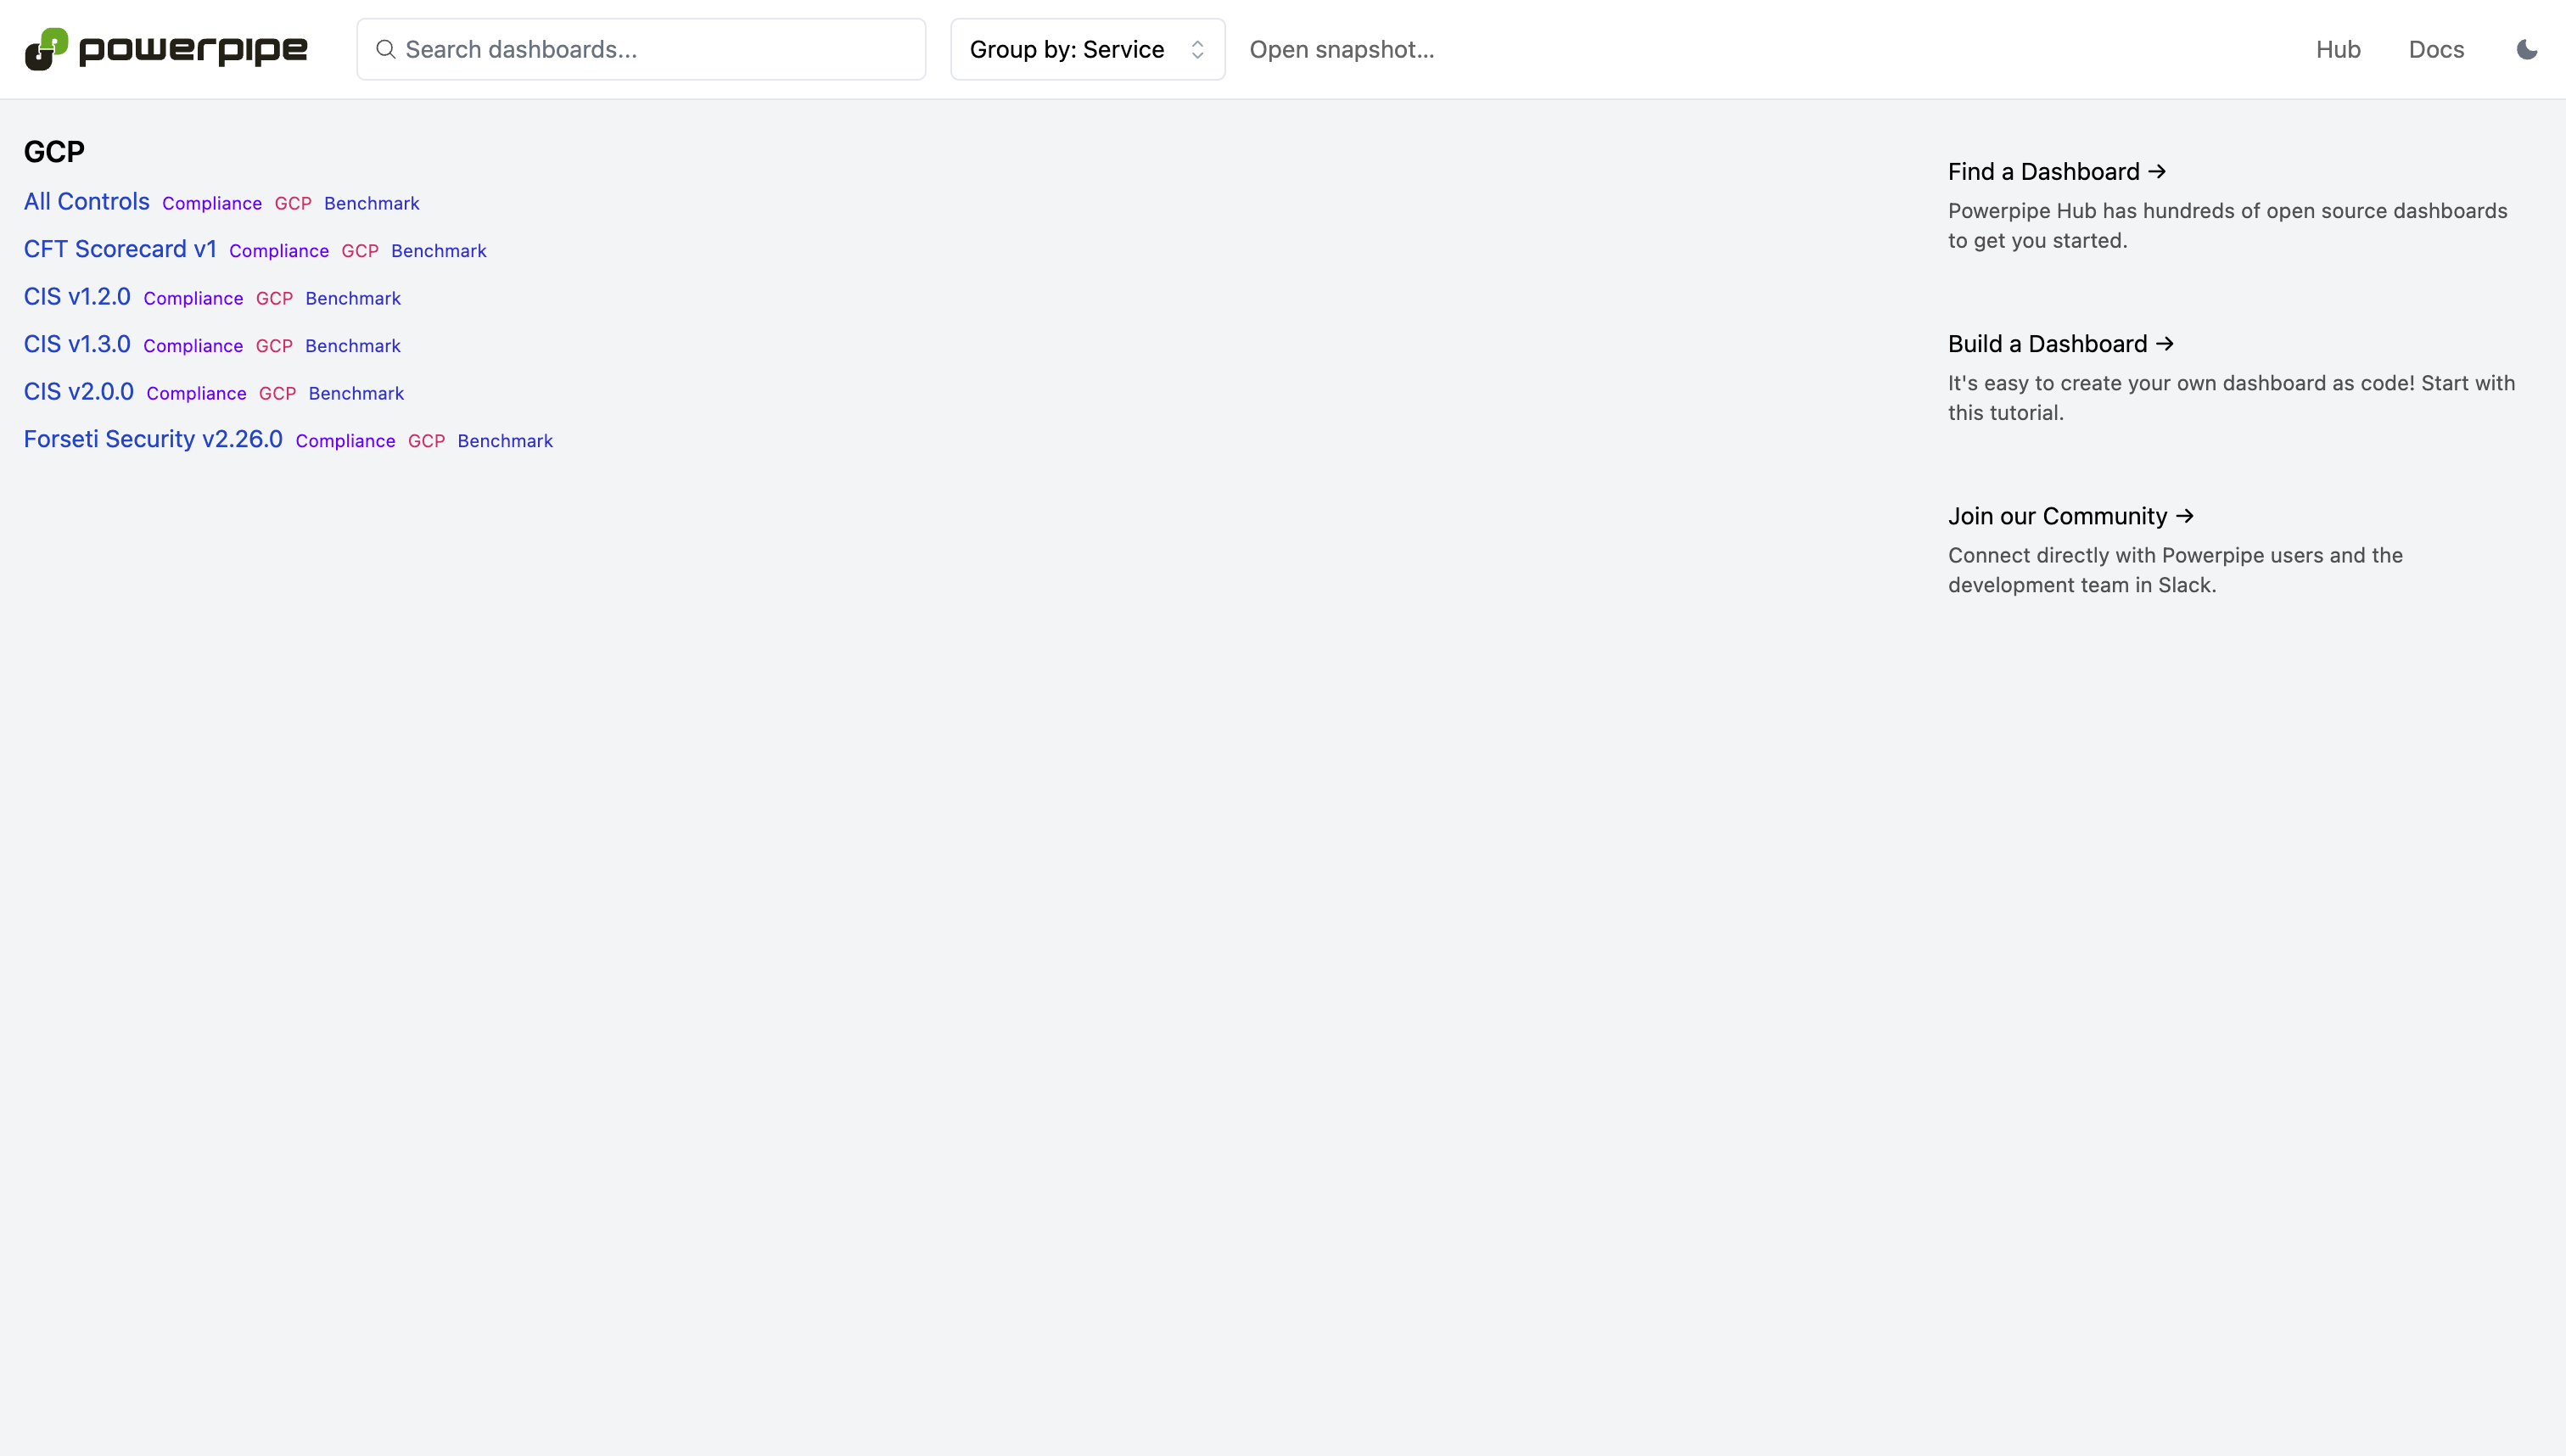 powerpipe
Search dashboards...
Group by: Service
Open snapshot...
Hub
Docs
GCP
All Controls Compliance GCP Benchmark
CFT Scorecard v1 Compliance GCP Benchmark
CIS v1.2.0 Compliance GCP Benchmark
CIS v1.3.0 Compliance GCP Benchmark
CIS v2.0.0 Compliance GCP Benchmark
Forseti Security v2.26.0 Compliance GCP Benchmark
Find a Dashboard →
Powerpipe Hub has hundreds of open source dashboards
to get you started.
Build a Dashboard →
It's easy to create your own dashboard as code! Start with
this tutorial.
Join our Community →
Connect directly with Powerpipe users and the
development team in Slack.